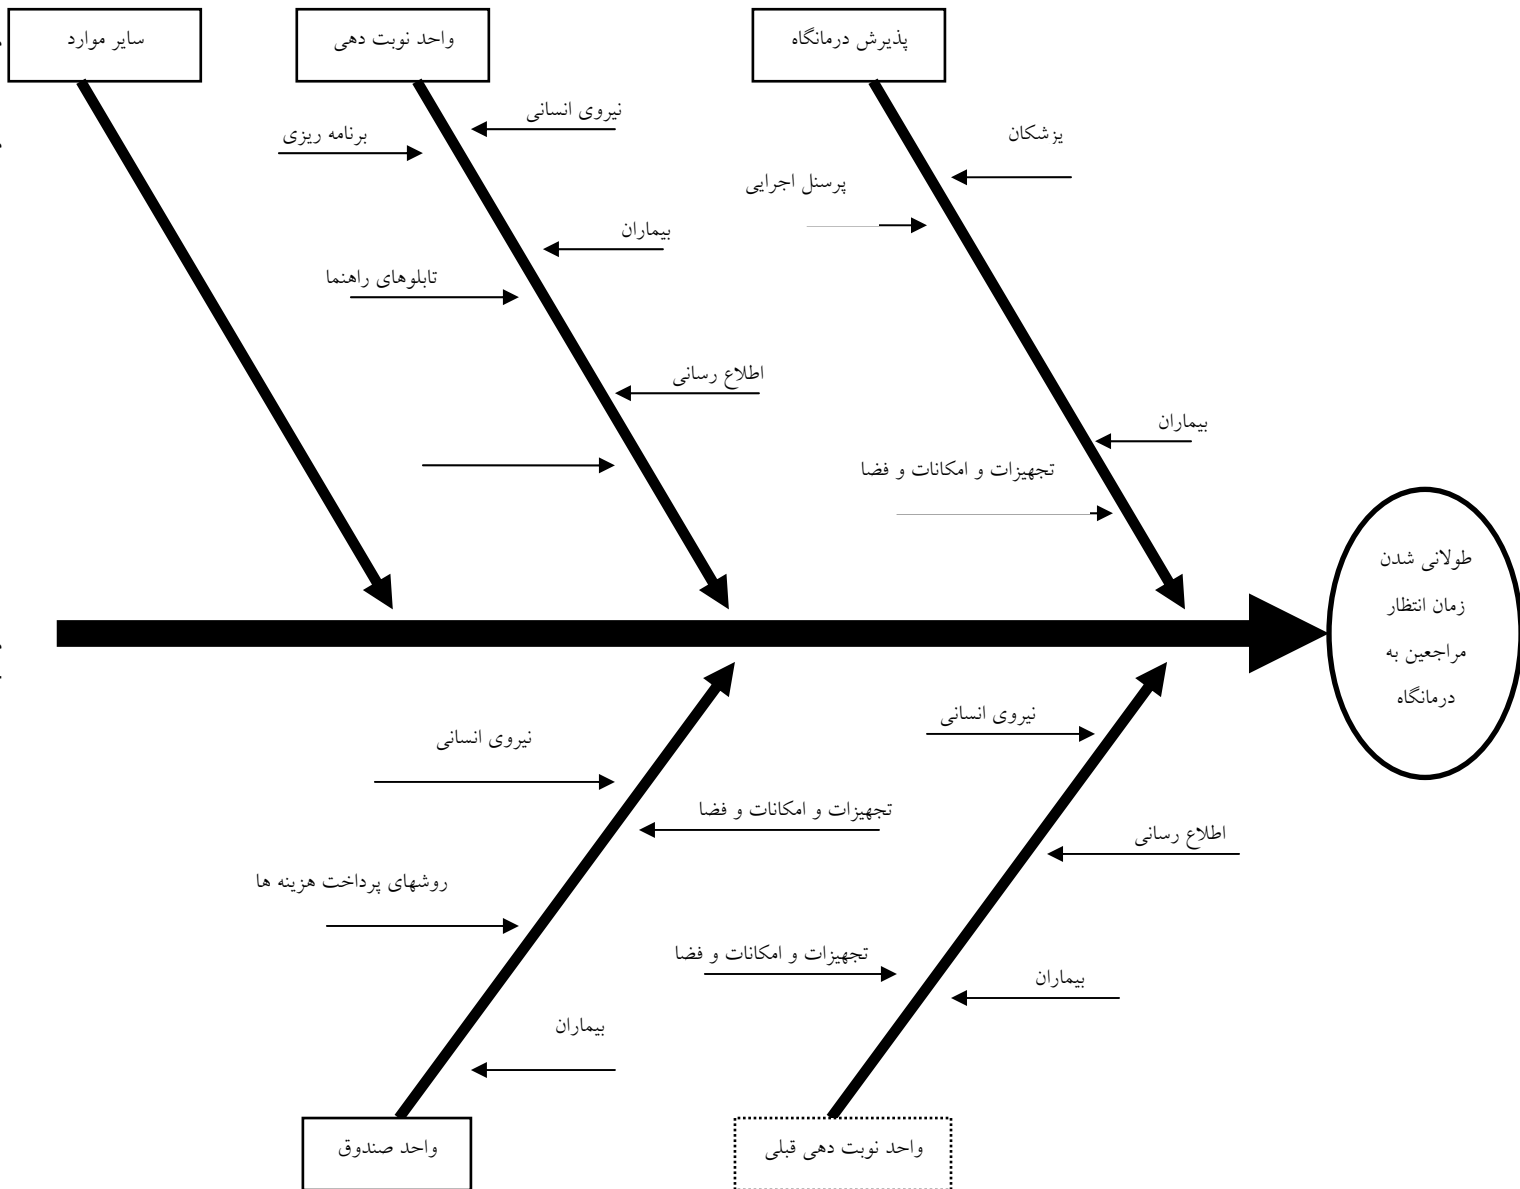 پذیرش درمانگاه
واحد نوبت دهی
سایر موارد
نیروی انسانی
برنامه ریزی
پزشکان
پرسنل اجرایی
بیماران
تابلوهای راهنما
اطلاع رسانی
بیماران
تجهیزات و امکانات و فضا
طولانی شدن
زمان انتظار
مراجعین به
درمانگاه
نیروی انسانی
نیروی انسانی
تجهیزات و امکانات و فضا
اطلاع رسانی
روشهای پرداخت هزینه ها
تجهیزات و امکانات و فضا
بیماران
بیماران
واحد نوبت دهی قبلی
واحد صندوق